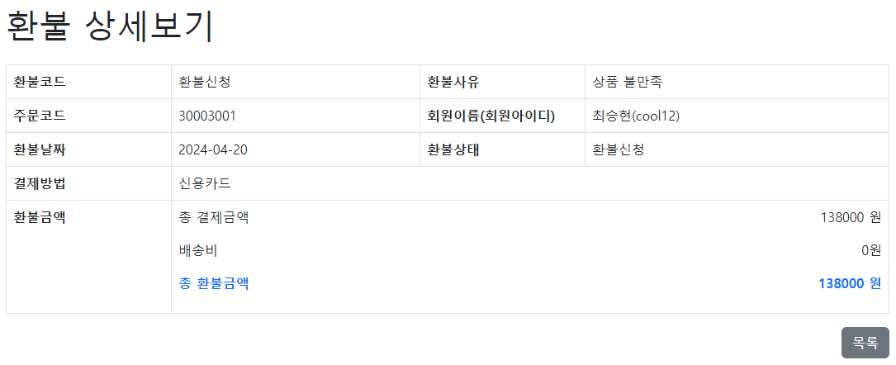 환불 상세보기
환불코드 환불신청 환불사유 상품 불만족
주문코드 30003001 회원이름(회원아이디) 최승현(cool12)
환불날짜 2024-04-20 환불상태 환불신청
결제방법 신용카드
환불금액 총 결제금액 138000 원
배송비 0원
총 환불금액 138000 원
목록